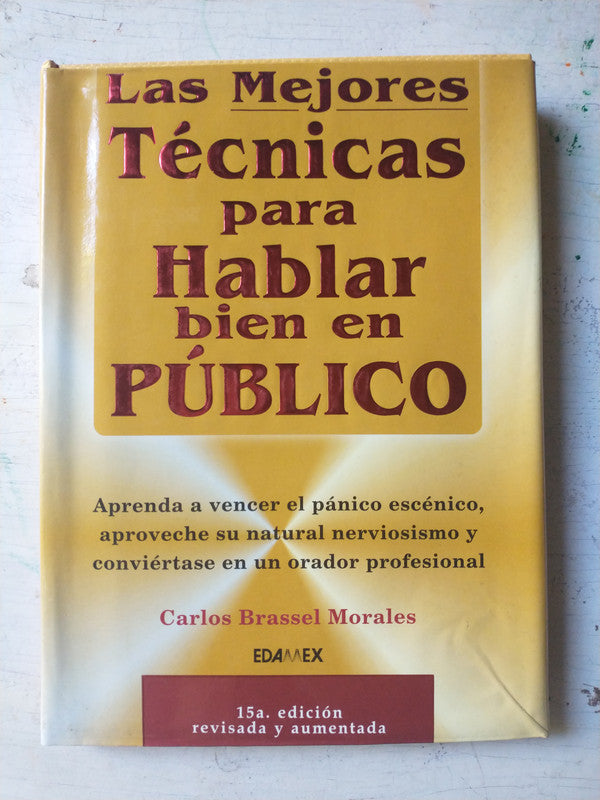 Las Mejores
Técnicas
para
Hablar
bien en
PÚBLICO
Aprenda a vencer el pánico escénico,
aproveche su natural nerviosismo y
conviértase en un orador profesional
Carlos Brassel Morales
EDAMEX
15a. edición
revisada y aumentada